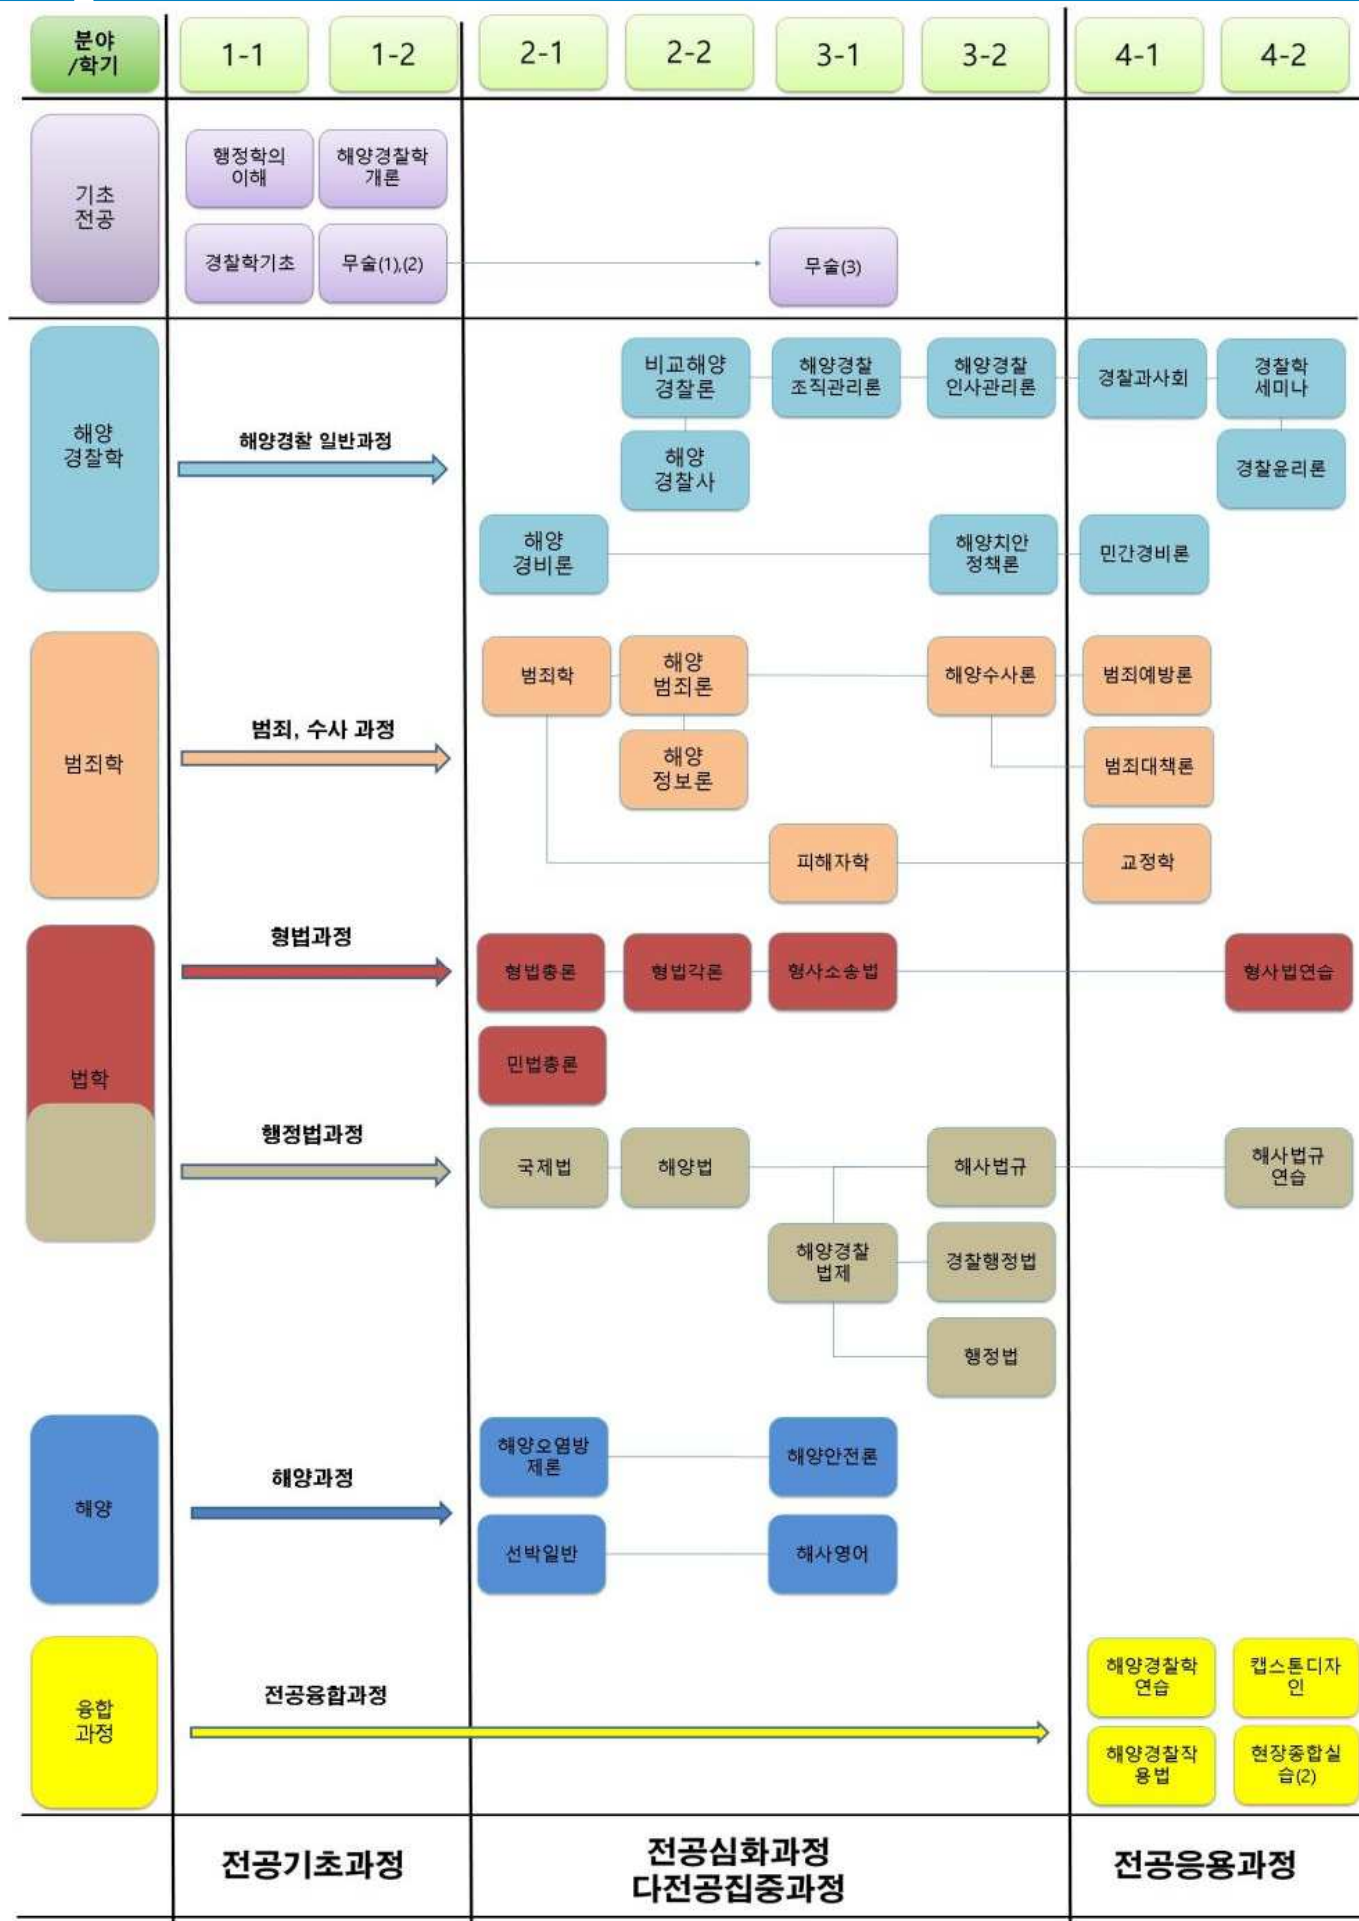 분야
/학기
1-1
1-2
2-1
2-2
3-1
3-2
4-1
4-2
기초
전공
행정학의
이해
해양경찰학
개론
경찰학기초
무술(1),(2)
무술(3)
해양
경찰학
해양경찰 일반과정
비교해양
경찰론
해양경찰
조직관리론
해양경찰
인사관리론
경찰과사회
경찰학
세미나
해양
경찰사
경찰윤리론
해양
경비론
해양치안
정책론
민간경비론
범죄학
범죄, 수사 과정
범죄학
해양
범죄론
해양수사론
범죄예방론
해양
정보론
범죄대책론
피해자학
교정학
법학
형법과정
형법총론
형법각론
형사소송법
형사법연습
민법총론
행정법과정
국제법
해양법
해사법규
해사법규
연습
해양경찰
법제
경찰행정법
행정법
해양
해양과정
해양오염방
제론
해양안전론
선박일반
해사영어
융합
과정
전공융합과정
해양경찰학
연습
캡스톤디자
인
해양경찰작
용법
현장종합실
습(2)
전공기초과정
전공심화과정
다전공집중과정
전공응용과정